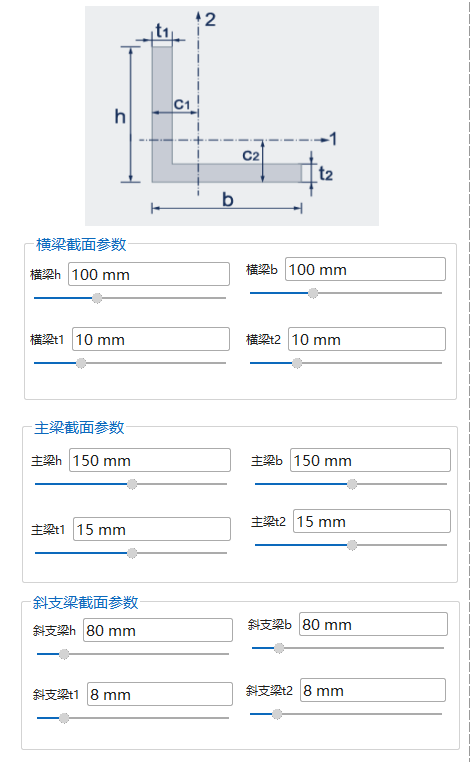 2
t1
h
C1
1
C2
t2
b
横梁截面参数
横梁h 100 mm 横梁b 100 mm
横梁t1 10 mm 横梁t2 10 mm
主梁截面参数
主梁h 150 mm 主梁b 150 mm
主梁t1 15 mm 主梁t2 15 mm
斜支梁截面参数
斜支梁h 80 mm 斜支梁b 80 mm
斜支梁t1 8 mm 斜支梁t2 8 mm